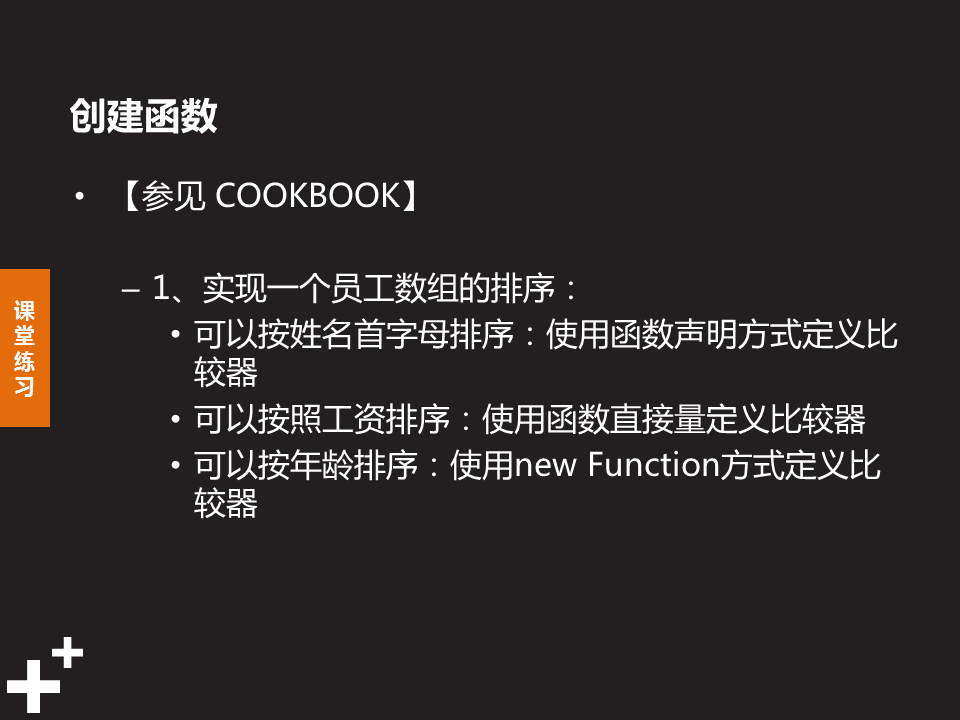 创建函数
• 【参见 COOKBOOK】
– 1、实现一个员工数组的排序：
• 可以按姓名首字母排序：使用函数声明方式定义比
较器
• 可以按照工资排序：使用函数直接量定义比较器
• 可以按年龄排序：使用new Function方式定义比
较器
课
堂
练
习